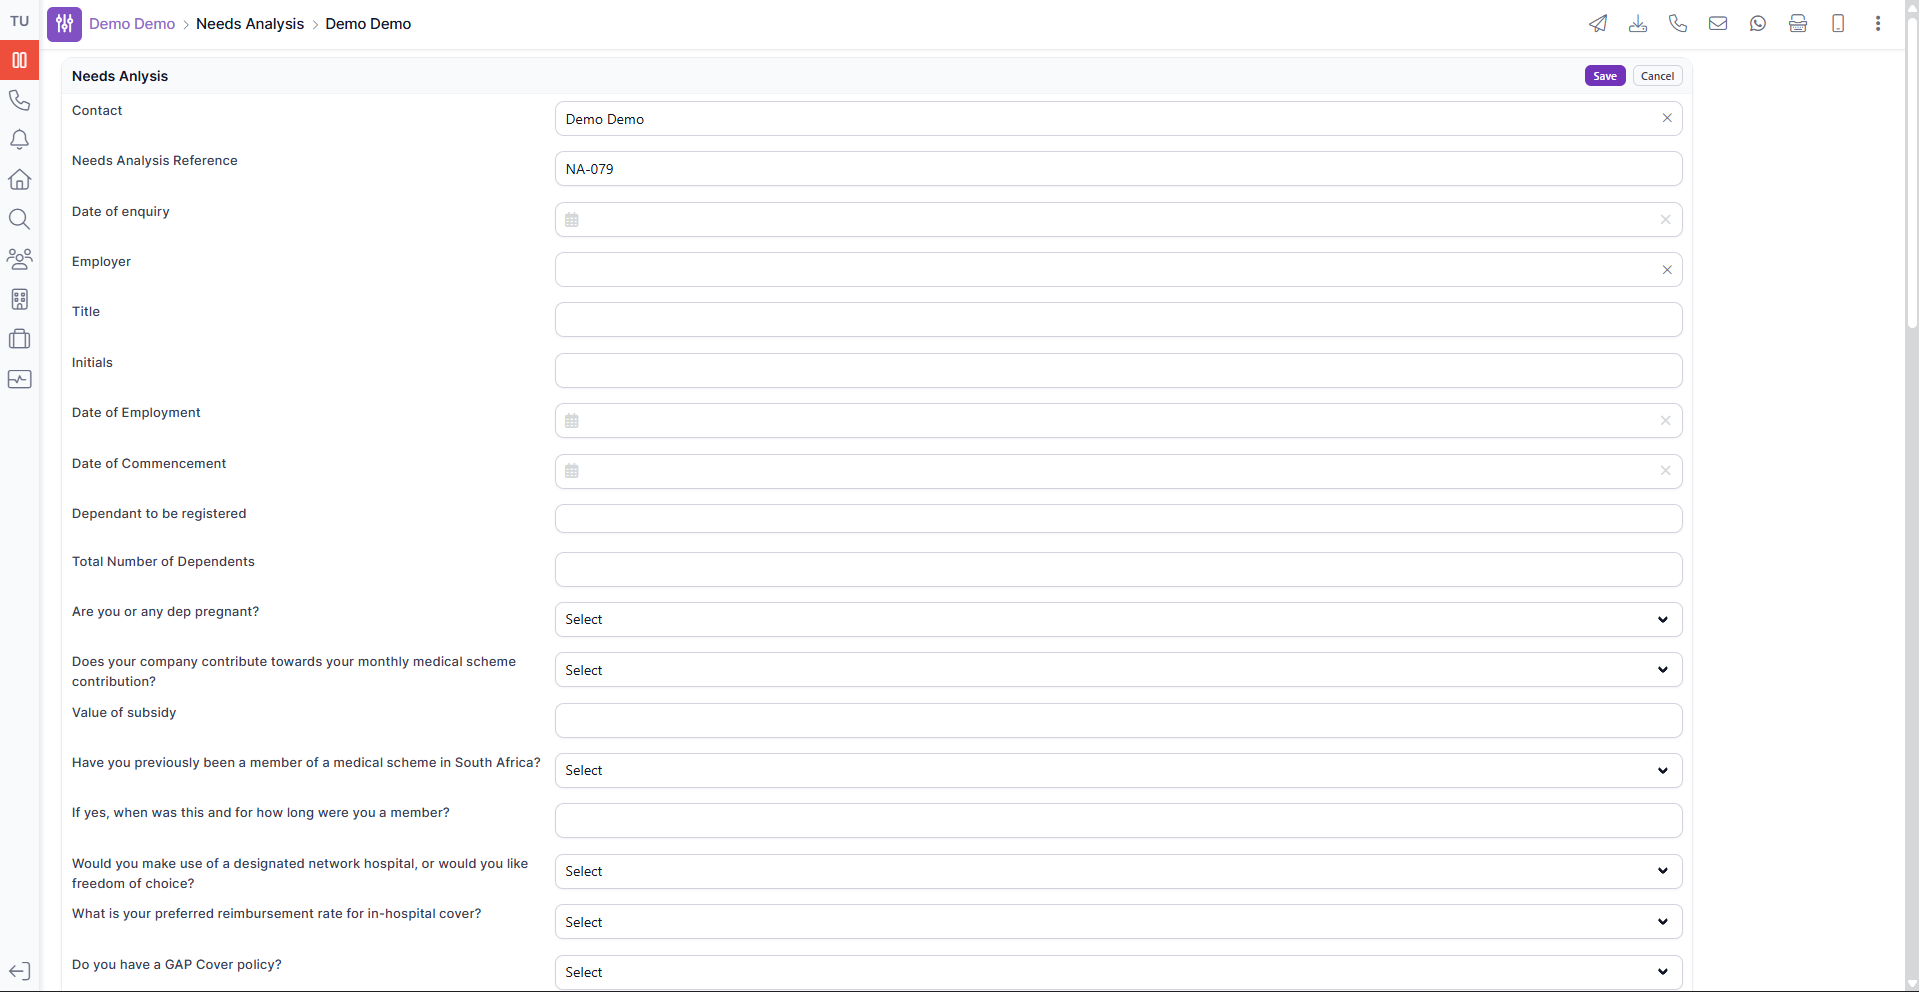 TU
Demo Demo > Needs Analysis > Demo Demo
Needs Anlysis
Save
Cancel
Contact
Demo Demo
Needs Analysis Reference
NA-079
Date of enquiry
Employer
Title
Initials
Date of Employment
Date of Commencement
Dependant to be registered
Total Number of Dependents
Are you or any dep pregnant?
Select
Does your company contribute towards your monthly medical scheme
contribution?
Select
Value of subsidy
Have you previously been a member of a medical scheme in South Africa?
Select
If yes, when was this and for how long were you a member?
Would you make use of a designated network hospital, or would you like
freedom of choice?
Select
What is your preferred reimbursement rate for in-hospital cover?
Select
Do you have a GAP Cover policy?
Select